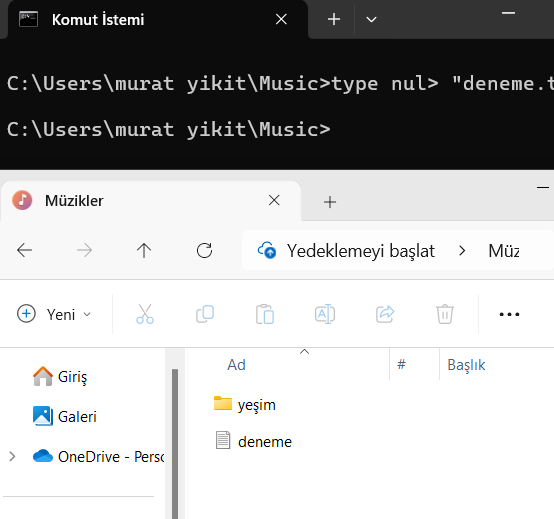 Komut İstemi
C:\Users\murat yikit\Music>type nul> "deneme.t
C:\Users\murat yikit\Music>
Müzikler
Yedeklemeyi başlat > Müz
Yeni
Ad # Başlık
Giriş
yeşim
Galeri
deneme
OneDrive - Perso